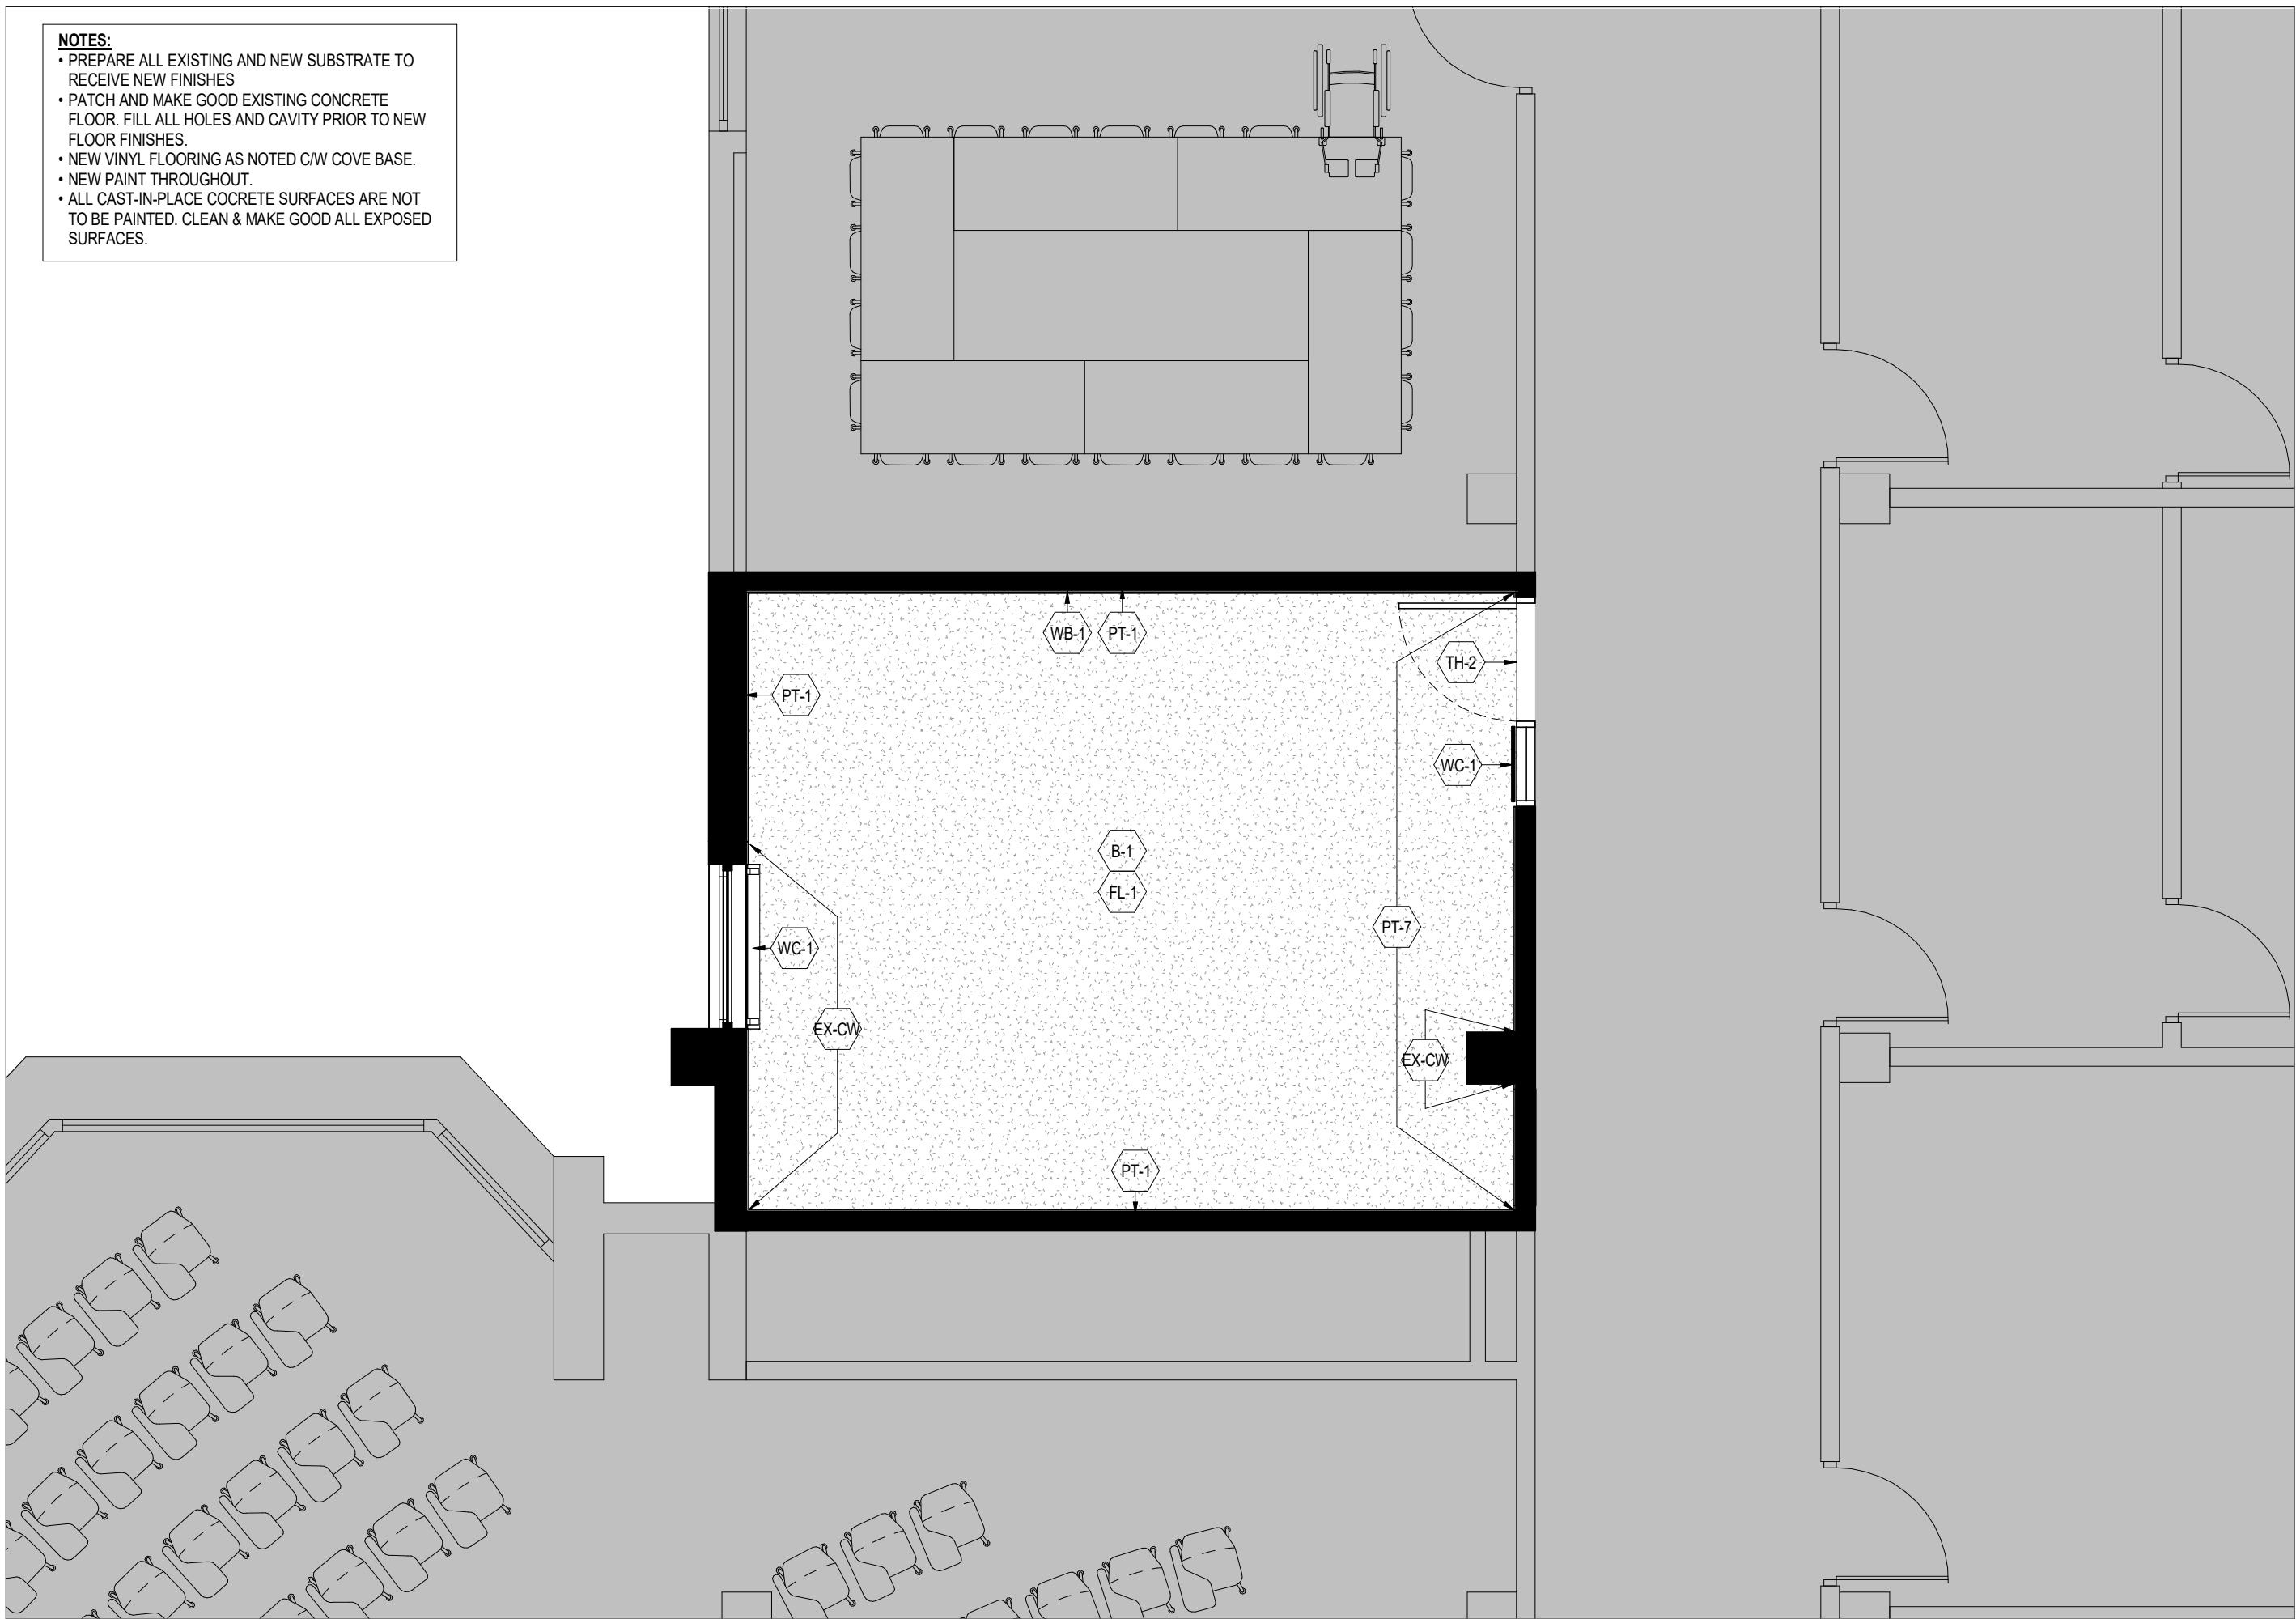 NOTES:
• PREPARE ALL EXISTING AND NEW SUBSTRATE TO
RECEIVE NEW FINISHES
• PATCH AND MAKE GOOD EXISTING CONCRETE
FLOOR. FILL ALL HOLES AND CAVITY PRIOR TO NEW
FLOOR FINISHES.
• NEW VINYL FLOORING AS NOTED C/W COVE BASE.
• NEW PAINT THROUGHOUT.
• ALL CAST-IN-PLACE COCRETE SURFACES ARE NOT
TO BE PAINTED. CLEAN & MAKE GOOD ALL EXPOSED
SURFACES.
WB-1
PT-1
TH-2
PT-1
WC-1
B-1
FL-1
PT-7
WC-1
EX-CW
EX-CW
PT-1